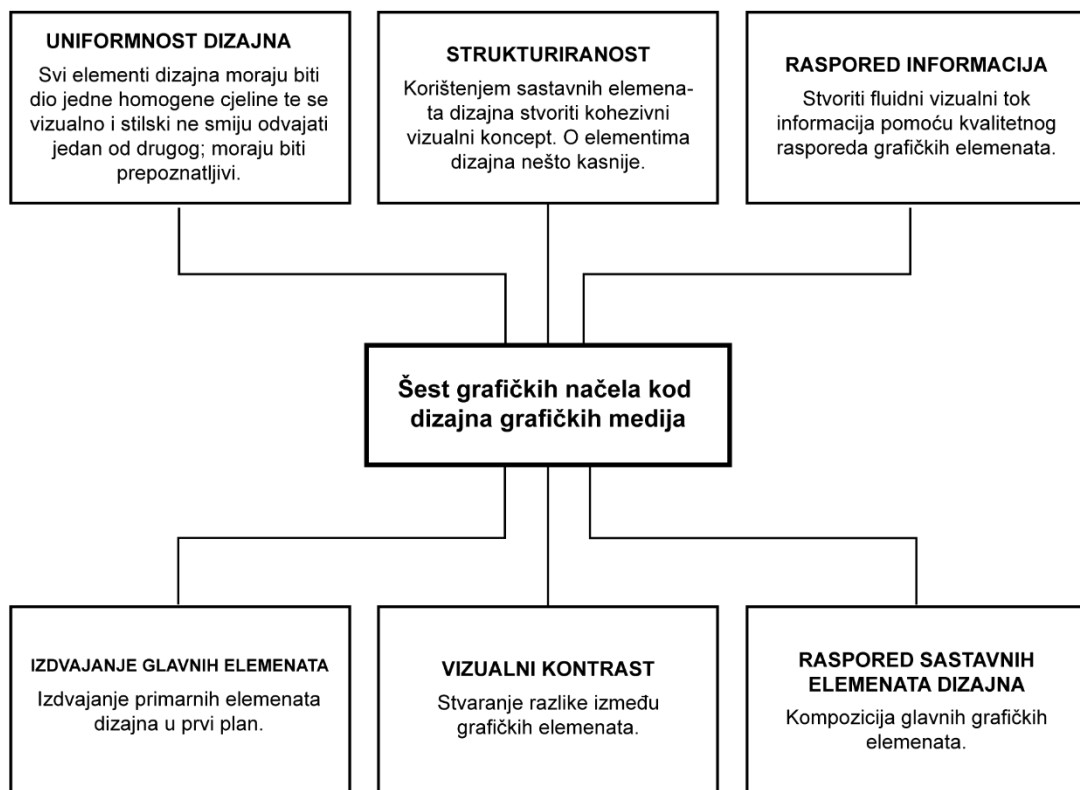 UNIFORMNOST DIZAJNA
Svi elementi dizajna moraju biti
dio jedne homogene cjeline te se
vizualno i stilski ne smiju odvajati
jedan od drugog; moraju biti
prepoznatljivi.
STRUKTURIRANOST
Korištenjem sastavnih elemena-
ta dizajna stvoriti kohezivni
vizualni koncept. O elementima
dizajna nešto kasnije.
RASPORED INFORMACIJA
Stvoriti fluidni vizualni tok
informacija pomoću kvalitetnog
rasporeda grafičkih elemenata.
Šest grafičkih načela kod
dizajna grafičkih medija
IZDVAJANJE GLAVNIH ELEMENATA
Izdvajanje primarnih elemenata
dizajna u prvi plan.
VIZUALNI KONTRAST
Stvaranje razlike između
grafičkih elemenata.
RASPORED SASTAVNIH
ELEMENATA DIZAJNA
Kompozicija glavnih grafičkih
elemenata.